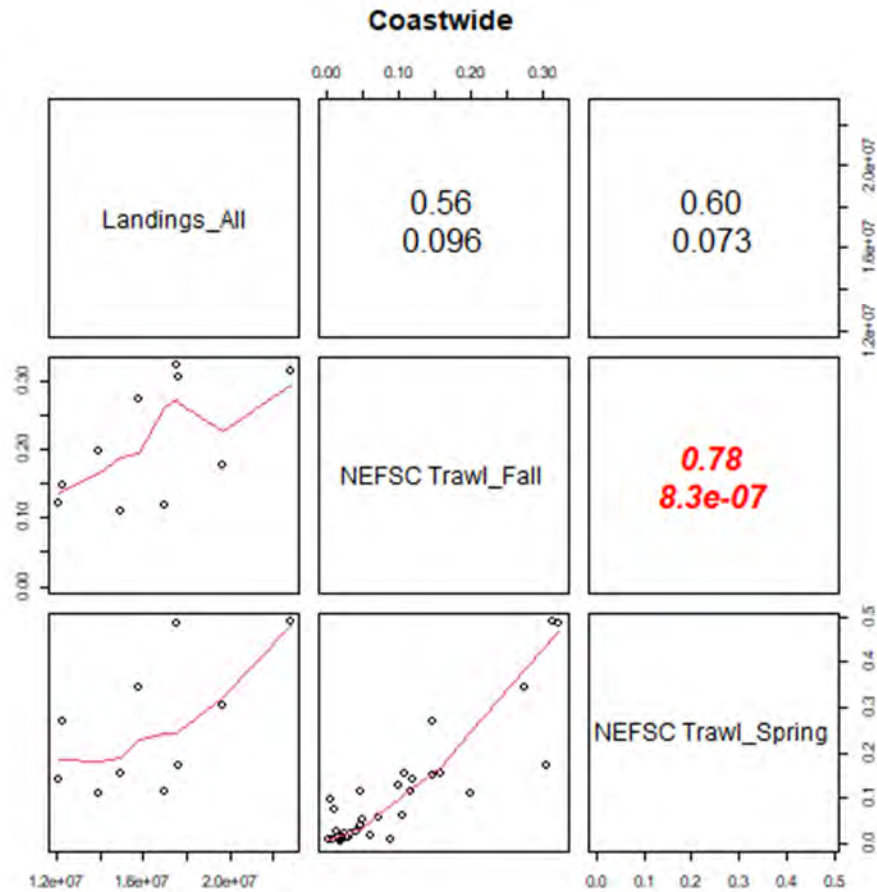 Coastwide
0.00 0.10 0.20 0.30
Landings_All
0.56
0.096
0.60
0.073
1.2e+07 1.6e+07 2.0e+07
0.00 0.10 0.20 0.30
NEFSC Trawl_Fall
0.78
8.3e-07
NEFSC Trawl_Spring
0.0 0.1 0.2 0.3 0.4 0.5
1.2e+07 1.6e+07 2.0e+07
0.0 0.1 0.2 0.3 0.4 0.5